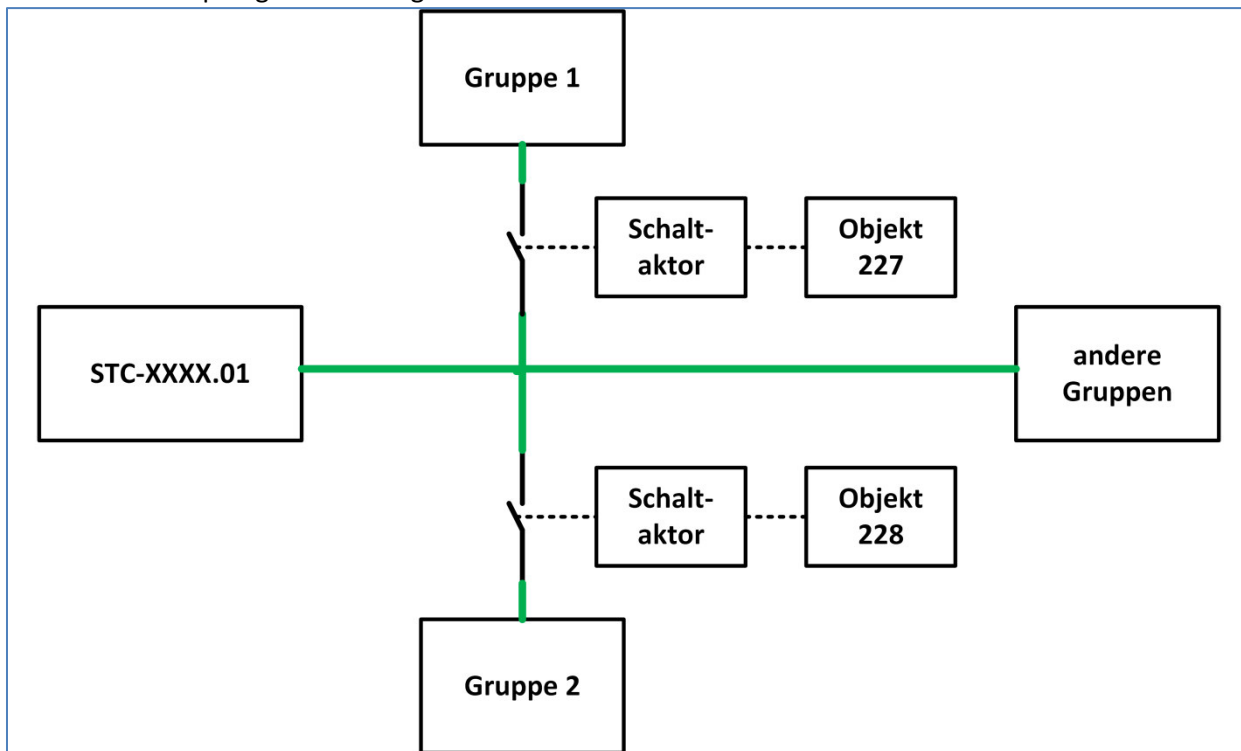 Gruppe 1
Schalt-
aktor
Objekt
227
STC-XXXX.01
andere
Gruppen
Schalt-
aktor
Objekt
228
Gruppe 2